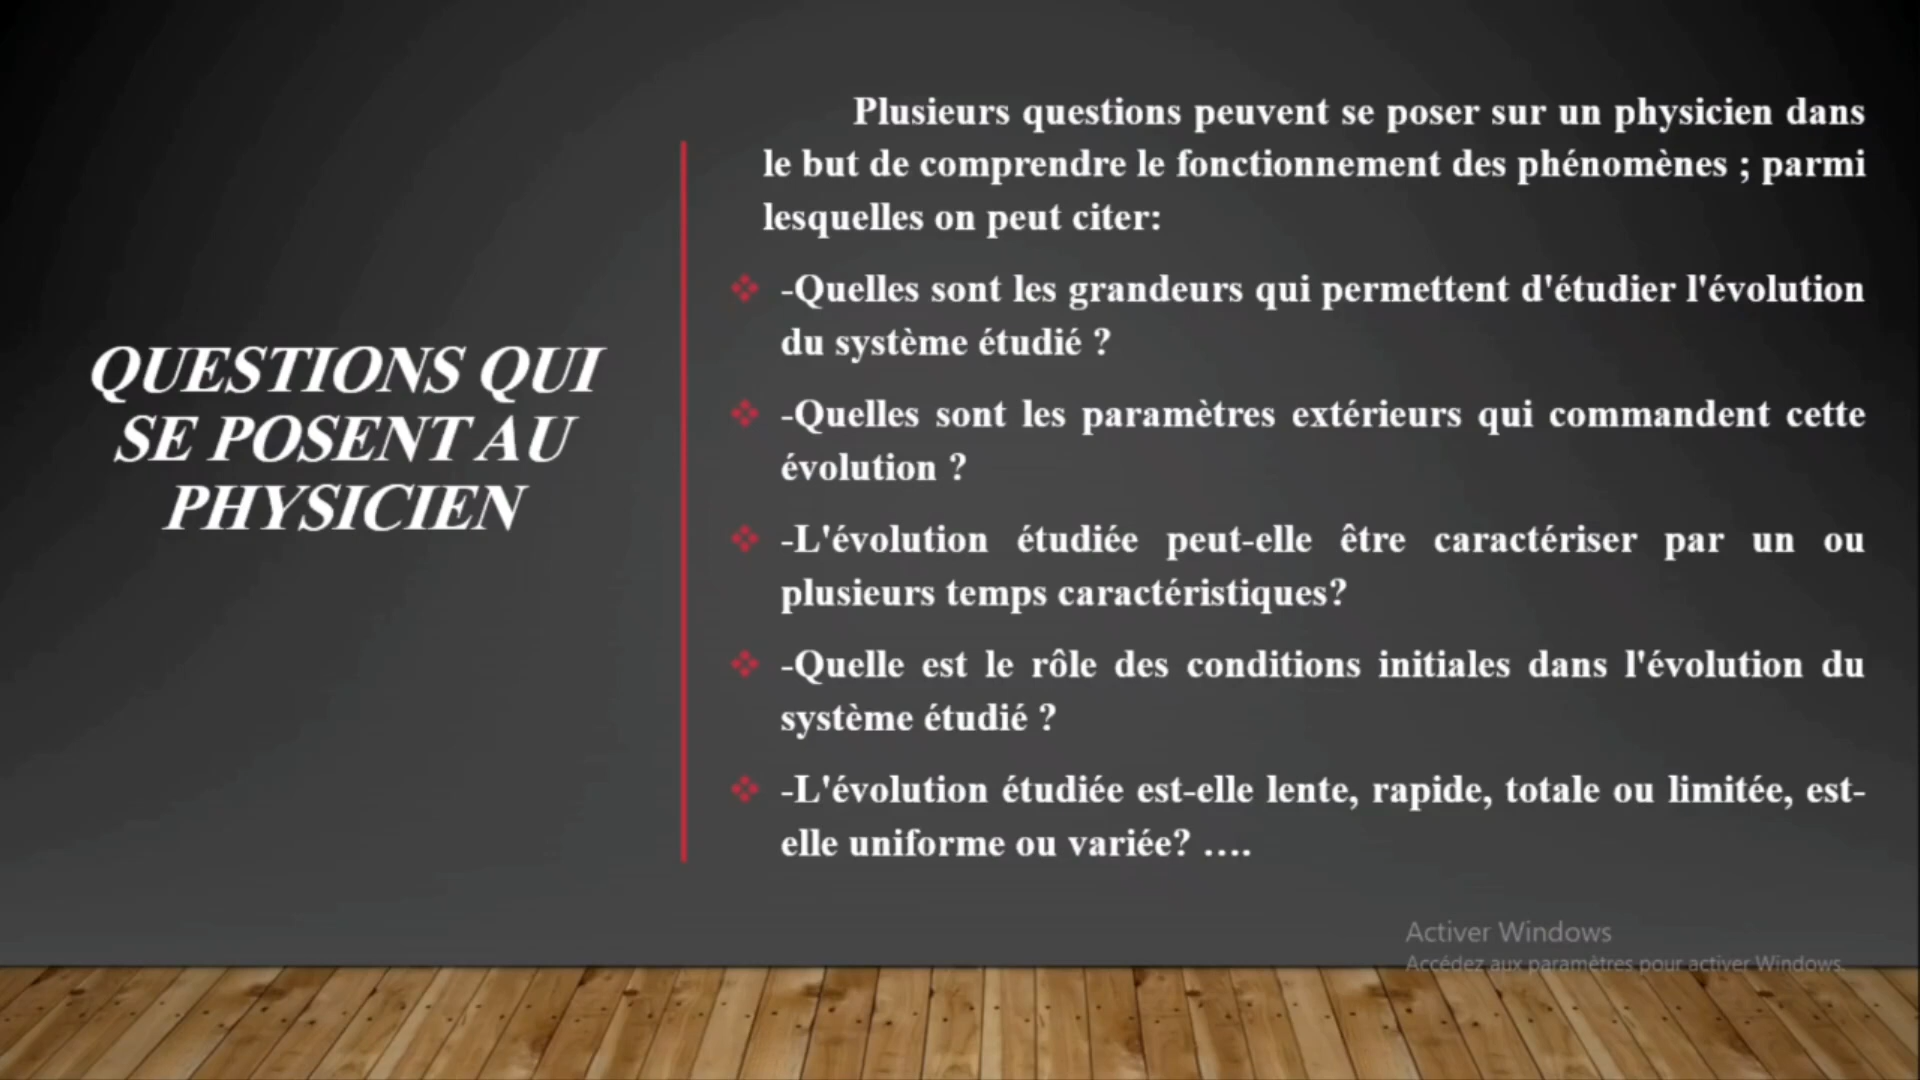 QUESTIONS QUI
SE POSENT AU
PHYSICIEN
Plusieurs questions peuvent se poser sur un physicien dans
le but de comprendre le fonctionnement des phénomènes ; parmi
lesquelles on peut citer:
-Quelles sont les grandeurs qui permettent d'étudier l'évolution
du système étudié ?
-Quelles sont les paramètres extérieurs qui commandent cette
évolution ?
-L'évolution étudiée peut-elle être caractériser par un ou
plusieurs temps caractéristiques?
-Quelle est le rôle des conditions initiales dans l'évolution du
système étudié ?
-L'évolution étudiée est-elle lente, rapide, totale ou limitée, est-
elle uniforme ou variée? ....
Activer Windows
Accédez aux paramètres pour activer Windows.